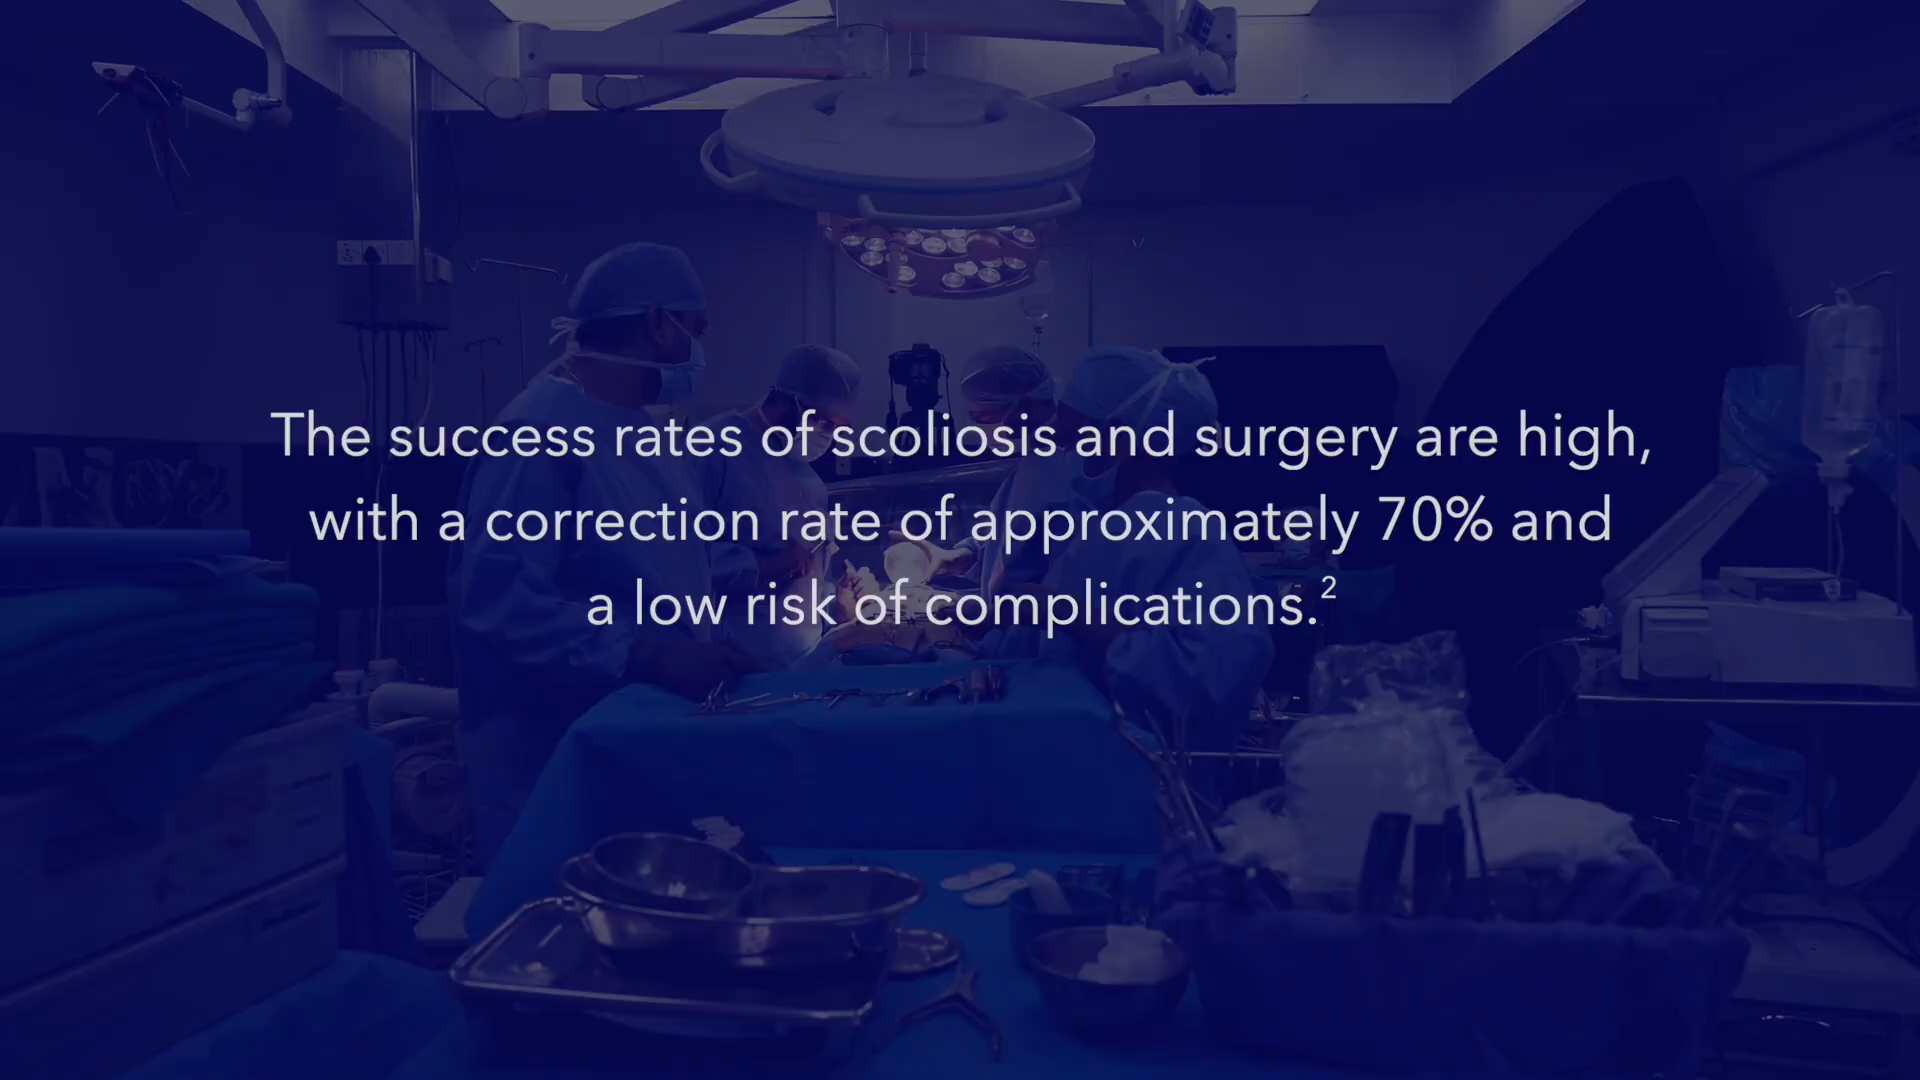 The success rates of scoliosis and surgery are high,
with a correction rate of approximately 70% and
a low risk of complications.²